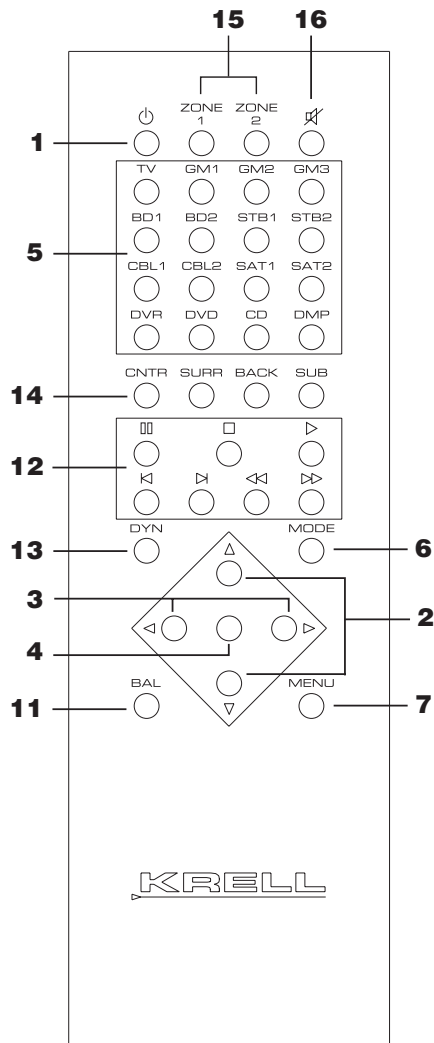 15 16
ZONE 1 ZONE 2
1
TV GM1 GM2 GM3
BD1 BD2 STB1 STB2
5
CBL1 CBL2 SAT1 SAT2
DVR DVD CD DMP
CNTR SURR BACK SUB
14
12
DYN MODE
13 6
3 2
4
BAL MENU
11 7
KRELL